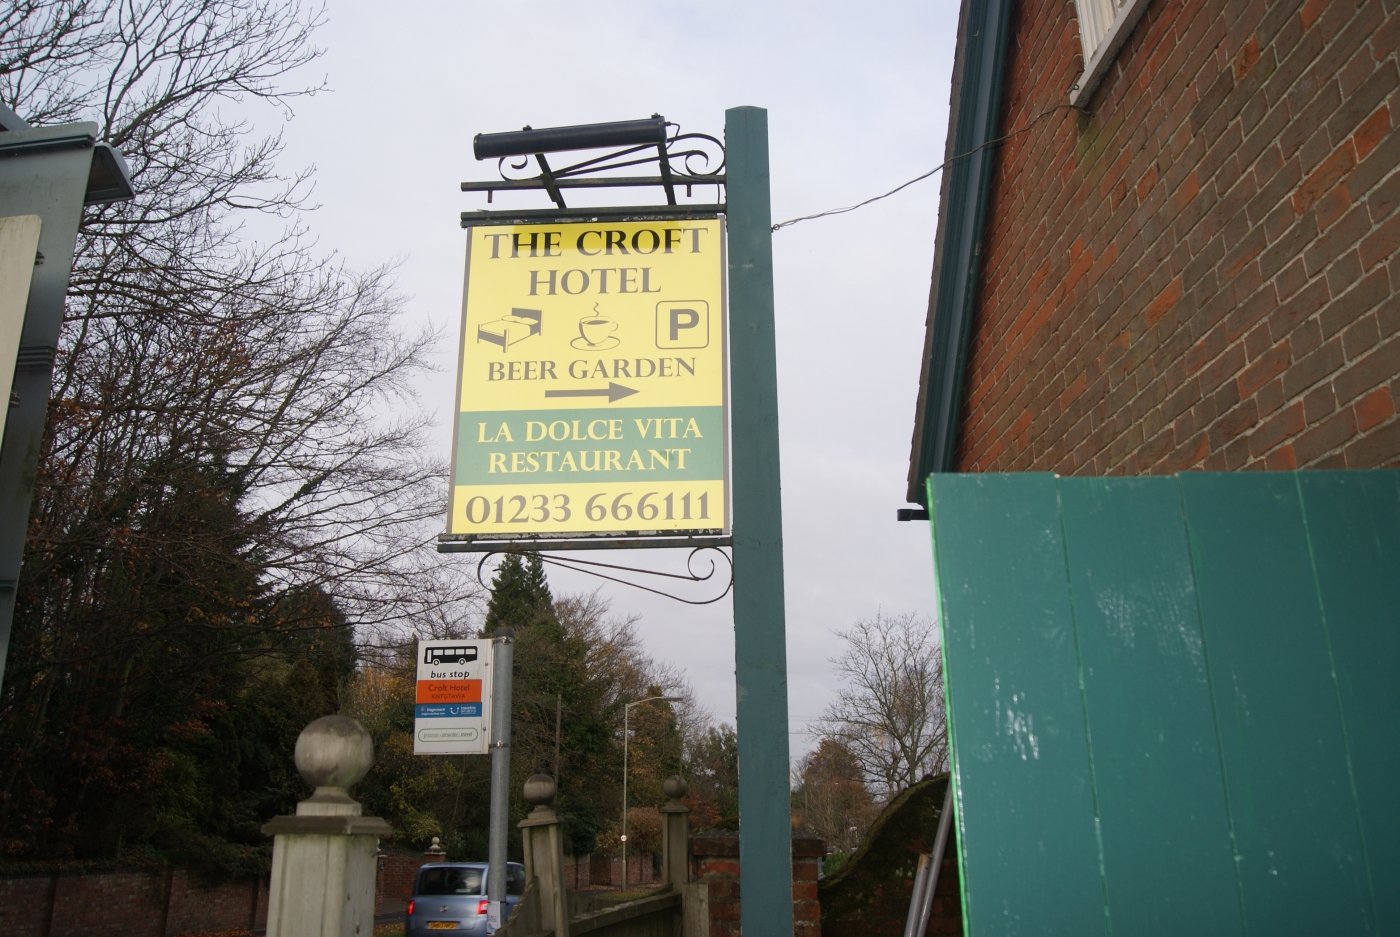 THE CROFT
HOTEL
P
BEER GARDEN
LA DOLCE VITA
RESTAURANT
01233 666111
bus stop
Croft Hotel